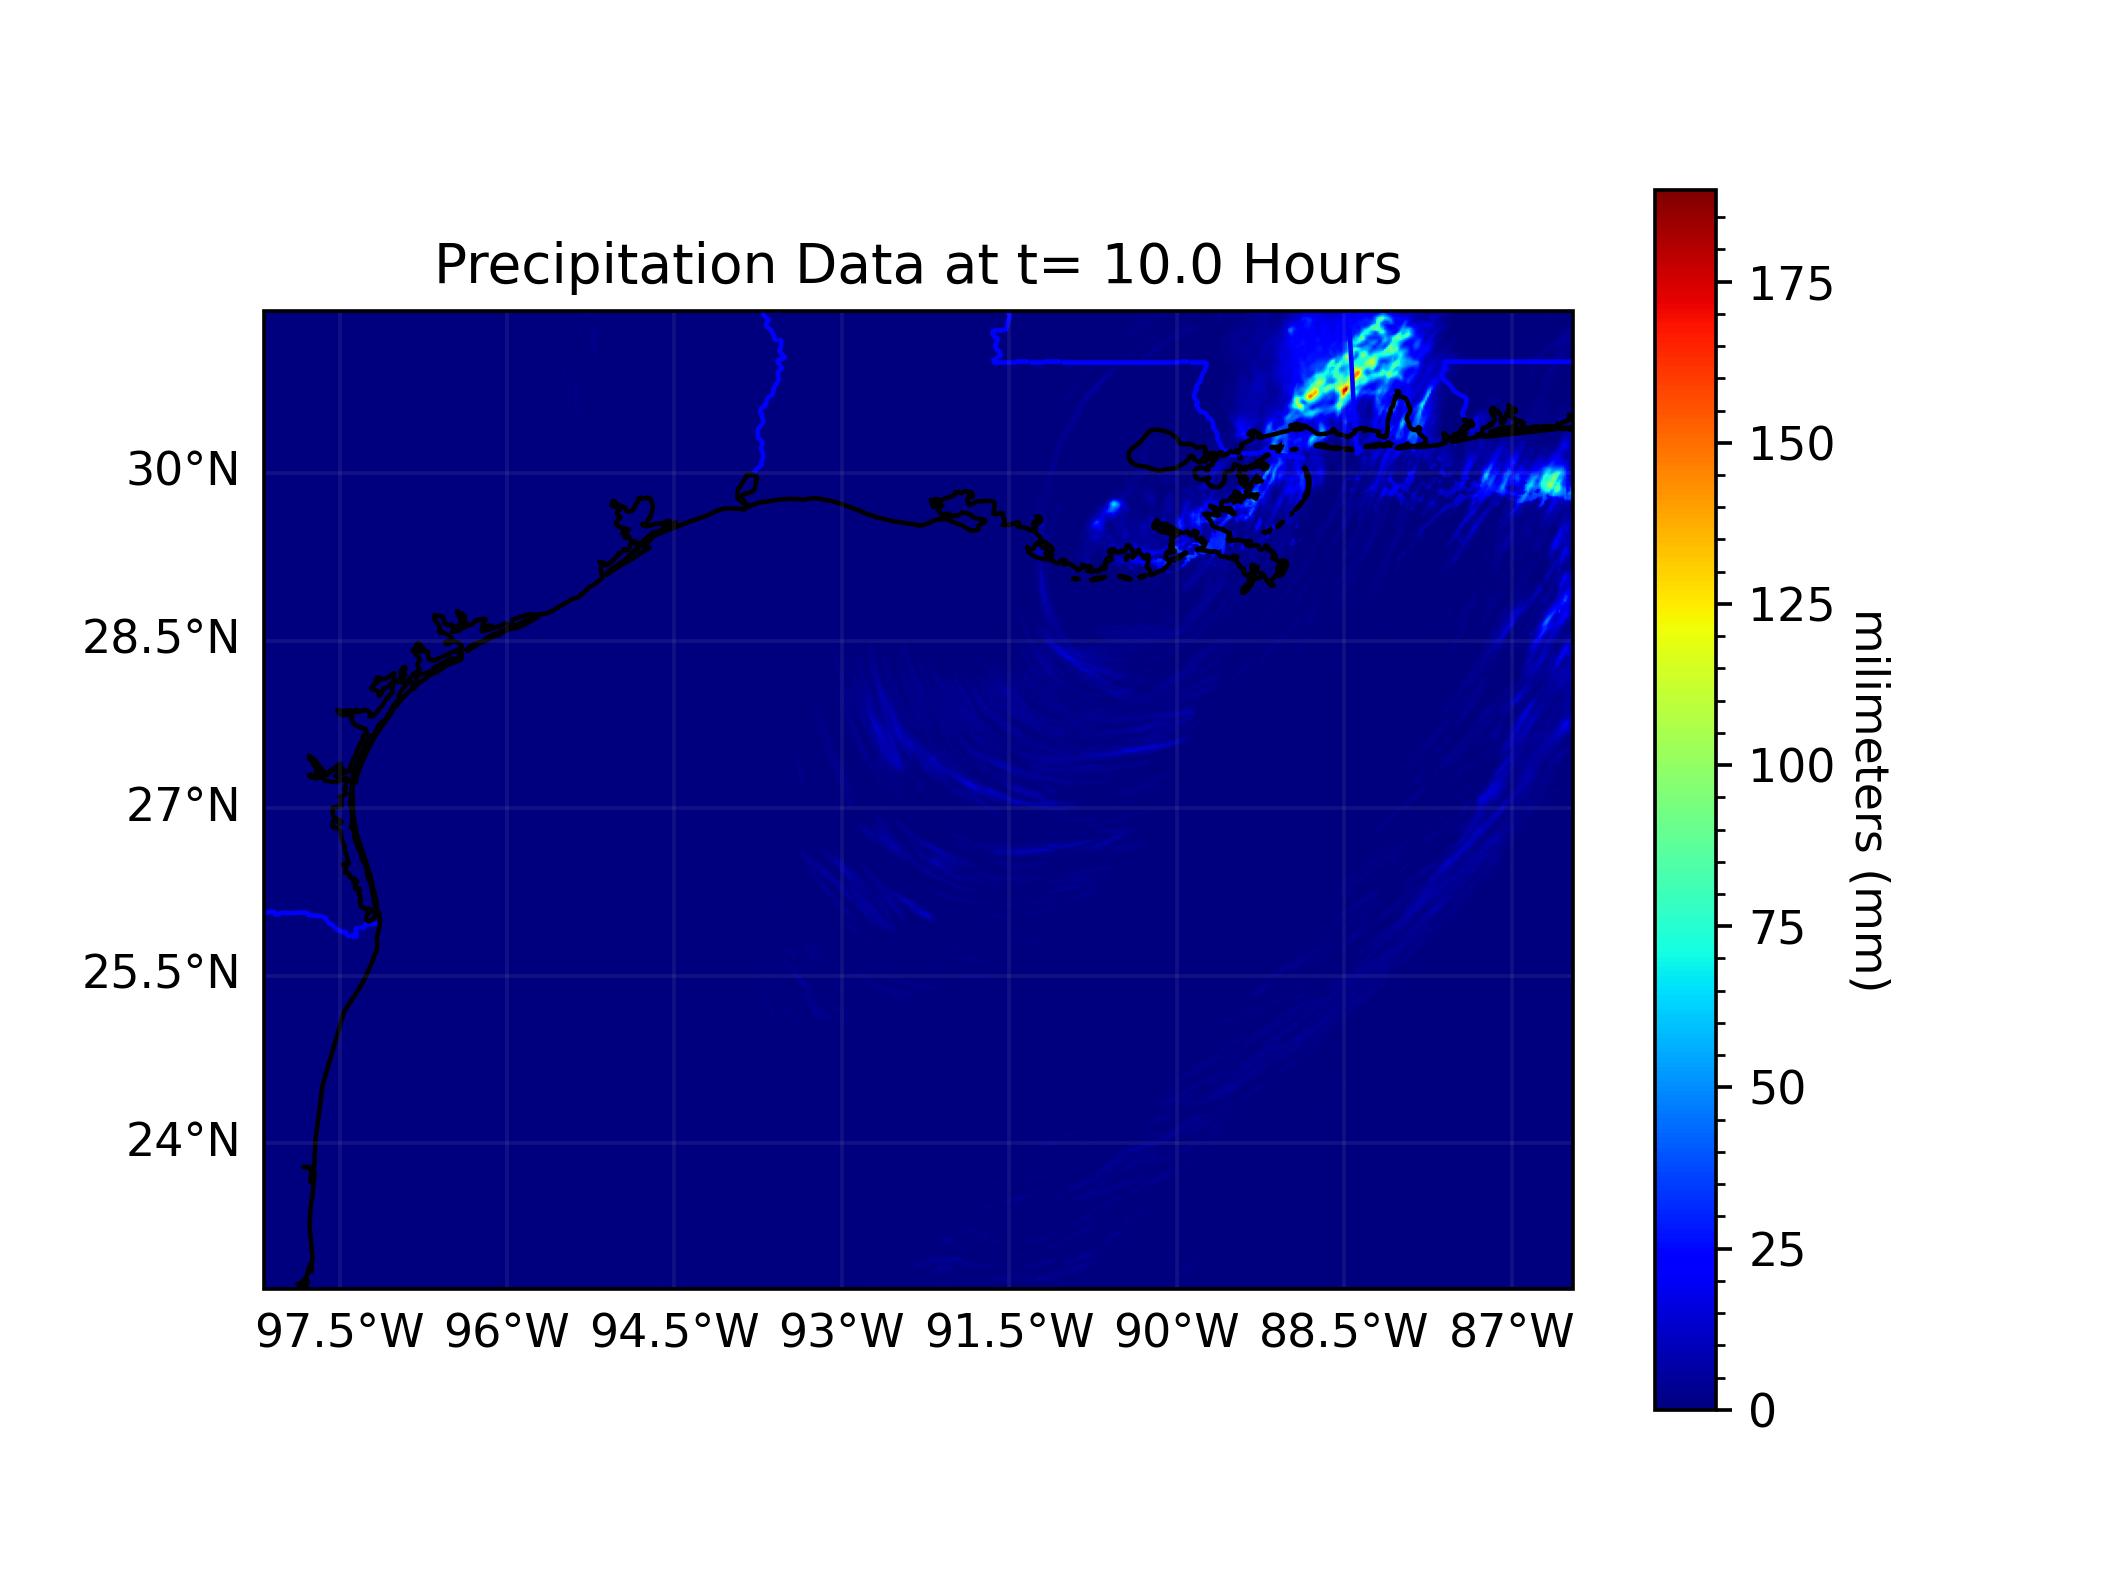 Precipitation Data at t= 10.0 Hours
30°N
28.5°N
27°N
25.5°N
24°N
97.5°W 96°W 94.5°W 93°W 91.5°W 90°W 88.5°W 87°W
175
150
125
100
75
50
25
0
millimeters (mm)